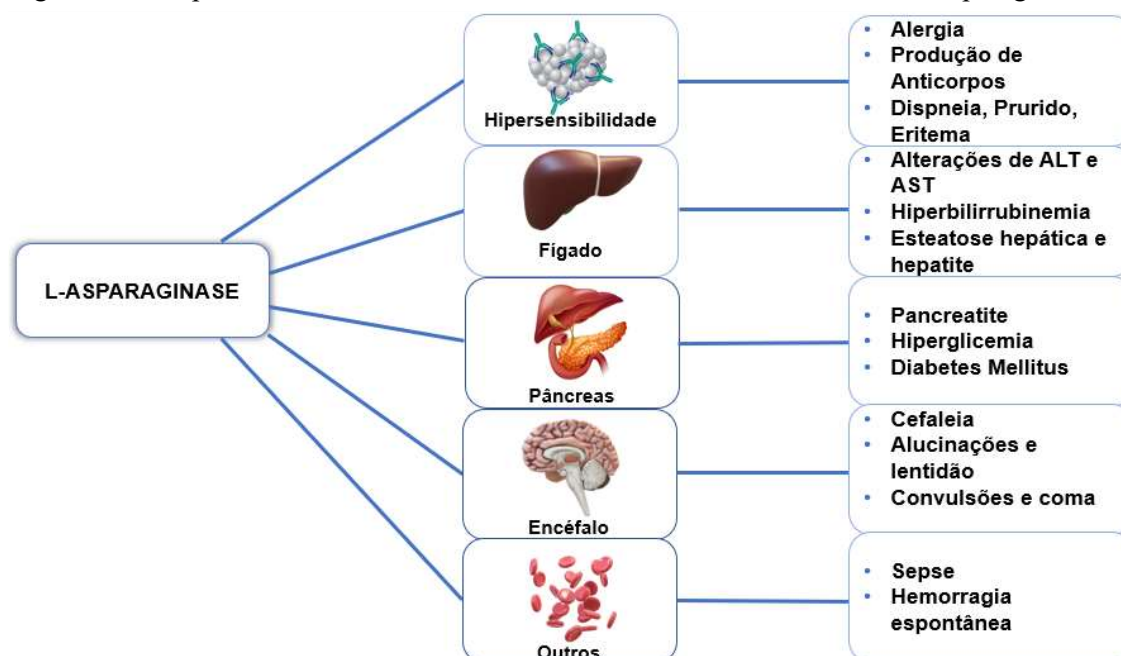 L-ASPARAGINASE
Hipersensibilidade
• Alergia
• Produção de
Anticorpos
• Dispneia, Prurido,
Eritema
Fígado
• Alterações de ALT e
AST
• Hiperbilirrubinemia
• Esteatose hepática e
hepatite
Pâncreas
• Pancreatite
• Hiperglicemia
• Diabetes Mellitus
Encéfalo
• Cefaleia
• Alucinações e
lentidão
• Convulsões e coma
Outros
• Sepse
• Hemorragia
espontânea